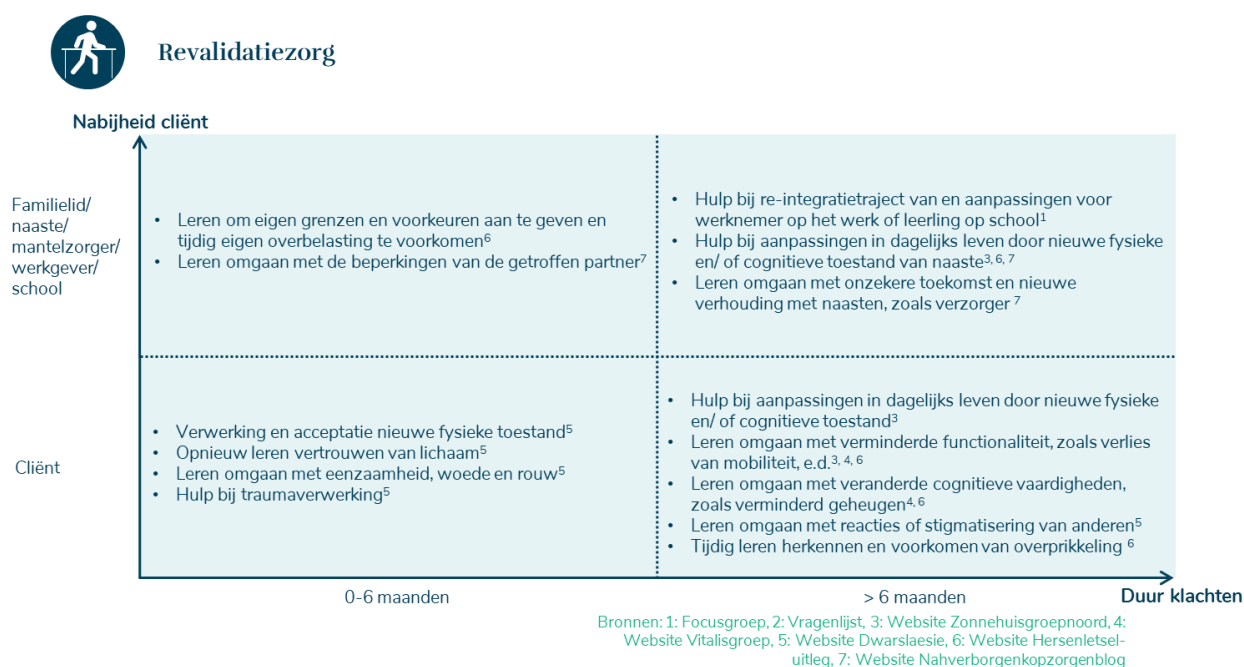 Revalidatiezorg
Nabijheid cliënt
Familielid/
naaste/
mantelzorger/
werkgever/
school
• Leren om eigen grenzen en voorkeuren aan te geven en
tijdig eigen overbelasting te voorkomen⁶
• Leren omgaan met de beperkingen van de getroffen partner⁷
• Hulp bij re-integratietraject van en aanpassingen voor
werknemer op het werk of leerling op school¹
• Hulp bij aanpassingen in dagelijks leven door nieuwe fysieke
en/ of cognitieve toestand van naaste³, ⁶, ⁷
• Leren omgaan met onzekere toekomst en nieuwe
verhouding met naasten, zoals verzorger ⁷
Cliënt
• Verwerking en acceptatie nieuwe fysieke toestand⁵
• Opnieuw leren vertrouwen van lichaam⁵
• Leren omgaan met eenzaamheid, woede en rouw⁵
• Hulp bij traumaverwerking⁵
• Hulp bij aanpassingen in dagelijks leven door nieuwe fysieke
en/ of cognitieve toestand³
• Leren omgaan met verminderde functionaliteit, zoals verlies
van mobiliteit, e.d.³, ⁴, ⁶
• Leren omgaan met veranderde cognitieve vaardigheden,
zoals verminderd geheugen⁴, ⁶
• Leren omgaan met reacties of stigmatisering van anderen⁵
• Tijdig leren herkennen en voorkomen van overprikkeling ⁶
0-6 maanden
> 6 maanden
Duur klachten
Bronnen: 1: Focusgroep, 2: Vragenlijst, 3: Website Zonnehuisgroepnoord, 4:
Website Vitalisgroep, 5: Website Dwarslaesie, 6: Website Hersenletsel-
uitleg, 7: Website Nahverborgenkopzorgenblog